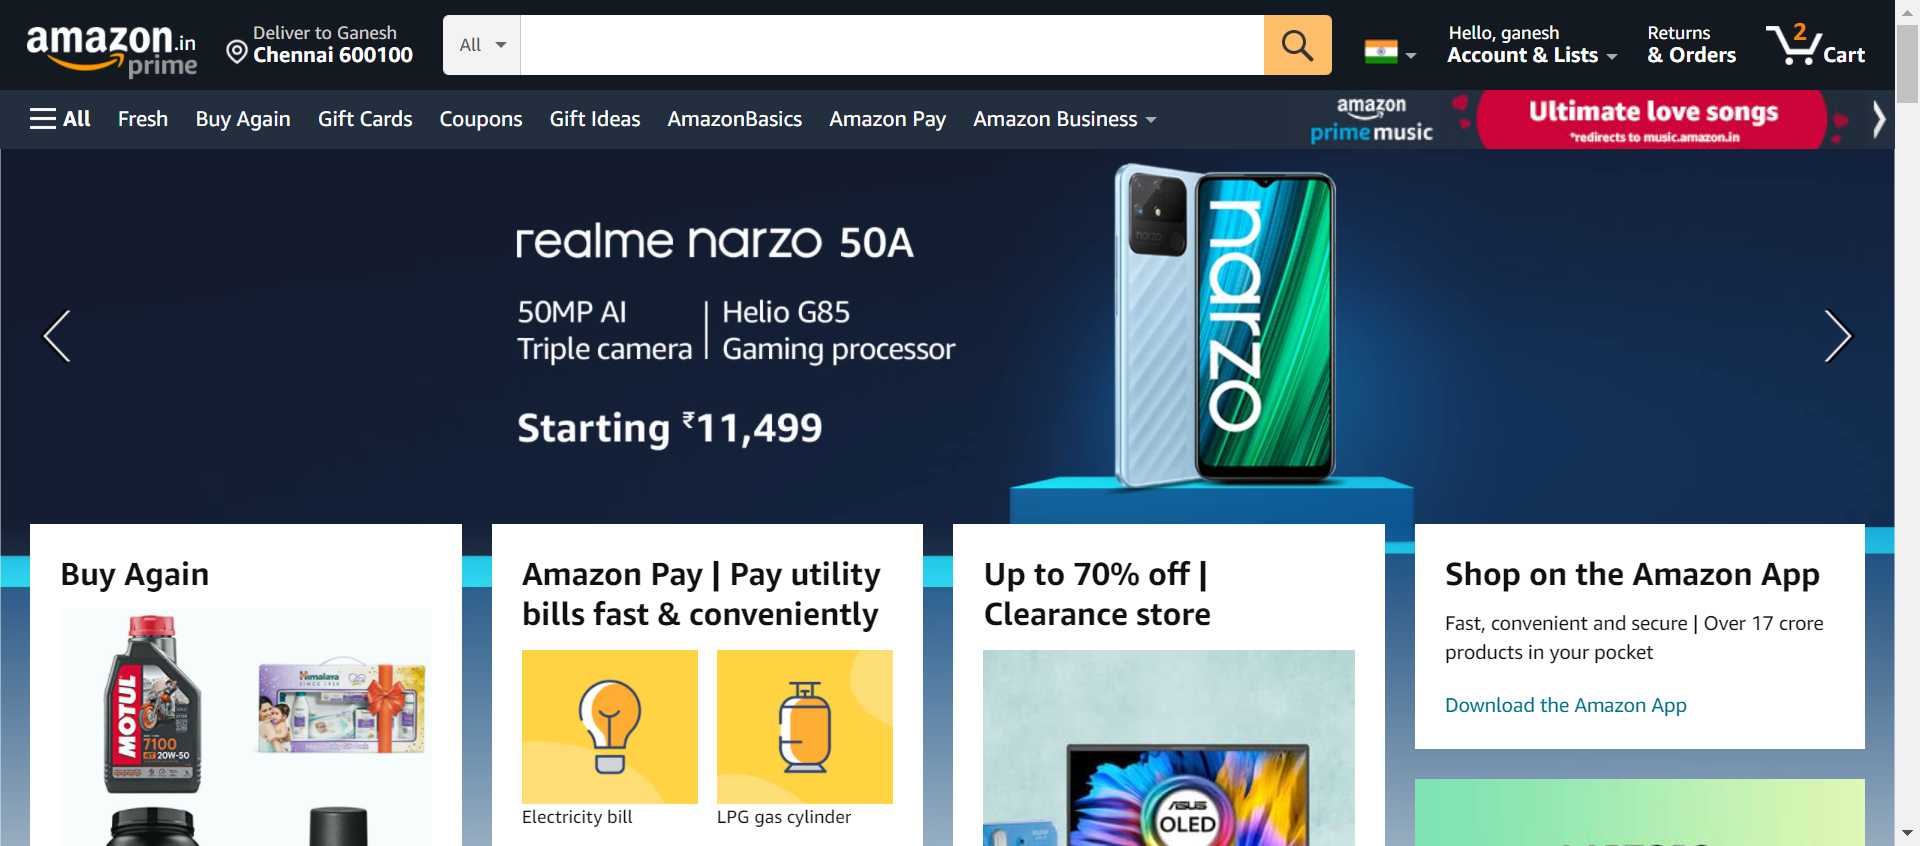 amazon.in
prime
Deliver to Ganesh
Chennai 600100
All
Hello, ganesh
Account & Lists
Returns
& Orders
2
Cart
All
Fresh
Buy Again
Gift Cards
Coupons
Gift Ideas
AmazonBasics
Amazon Pay
Amazon Business
amazon
prime music
Ultimate love songs
*redirects to music.amazon.in
realme narzo 50A
50MP AI
Triple camera
Helio G85
Gaming processor
Starting ₹11,499
narzo
narzo
Buy Again
MOTUL
7100
4T 20W-50
Himalaya
SINCE 1930
Amazon Pay | Pay utility
bills fast & conveniently
Electricity bill
LPG gas cylinder
Up to 70% off |
Clearance store
ASUS
OLED
Shop on the Amazon App
Fast, convenient and secure | Over 17 crore
products in your pocket
Download the Amazon App